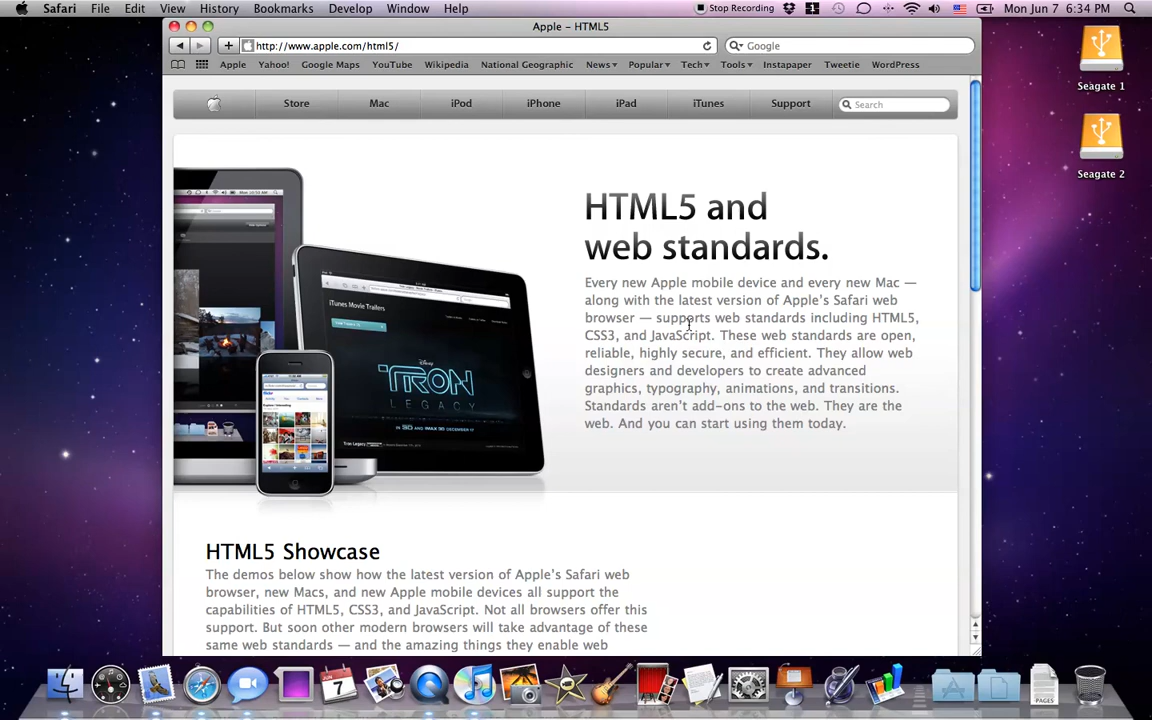 Safari File Edit View History Bookmarks Develop Window Help Stop Recording 1 Mon Jun 7 6:34 PM
Apple – HTML5
http://www.apple.com/html5/ Google
Apple Yahoo! Google Maps YouTube Wikipedia National Geographic News Popular Tech Tools Instapaper Tweetie WordPress
Store Mac iPod iPhone iPad iTunes Support Search
Seagate 1
Seagate 2
HTML5 and
web standards.
Every new Apple mobile device and every new Mac —
along with the latest version of Apple's Safari web
browser — supports web standards including HTML5,
CSS3, and JavaScript. These web standards are open,
reliable, highly secure, and efficient. They allow web
designers and developers to create advanced
graphics, typography, animations, and transitions.
Standards aren't add-ons to the web. They are the
web. And you can start using them today.
iTunes Movie Trailers
Disney
TRON
LEGACY
HTML5 Showcase
The demos below show how the latest version of Apple's Safari web
browser, new Macs, and new Apple mobile devices all support the
capabilities of HTML5, CSS3, and JavaScript. Not all browsers offer this
support. But soon other modern browsers will take advantage of these
same web standards — and the amazing things they enable web
JUN
7
PAGES